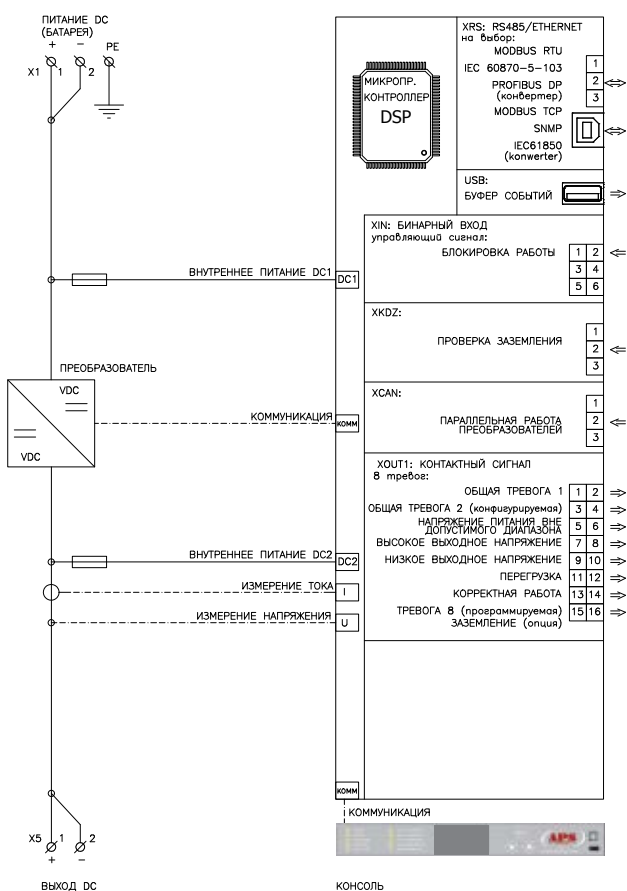 ПИТАНИЕ DC
(БАТАРЕЯ)
+ − PE
X1 1 2
МИКРОПР.
КОНТРОЛЛЕР
DSP
XRS: RS485/ETHERNET
на выбор:
MODBUS RTU
IEC 60870-5-103
PROFIBUS DP
(конвертер)
MODBUS TCP
SNMP
IEC61850
(konwerter)
1
2
3
USB:
БУФЕР СОБЫТИЙ
XIN: БИНАРНЫЙ ВХОД
управляющий сигнал:
БЛОКИРОВКА РАБОТЫ 1 2
3 4
5 6
ВНУТРЕННЕЕ ПИТАНИЕ DC1 DC1
XKDZ:
ПРОВЕРКА ЗАЗЕМЛЕНИЯ
1
2
3
ПРЕОБРАЗОВАТЕЛЬ
VDC
VDC
КОММУНИКАЦИЯ КОММ
XCAN:
ПАРАЛЛЕЛЬНАЯ РАБОТА
ПРЕОБРАЗОВАТЕЛЕЙ
1
2
3
XOUT1: КОНТАКТНЫЙ СИГНАЛ
8 тревог:
ОБЩАЯ ТРЕВОГА 1 1 2
ОБЩАЯ ТРЕВОГА 2 (конфигурируемая) 3 4
НАПРЯЖЕНИЕ ПИТАНИЯ ВНЕ
ДОПУСТИМОГО ДИАПАЗОНА 5 6
ВЫСОКОЕ ВЫХОДНОЕ НАПРЯЖЕНИЕ 7 8
НИЗКОЕ ВЫХОДНОЕ НАПРЯЖЕНИЕ 9 10
ПЕРЕГРУЗКА 11 12
КОРРЕКТНАЯ РАБОТА 13 14
ТРЕВОГА 8 (программируемая) 15 16
ЗАЗЕМЛЕНИЕ (опция)
ВНУТРЕННЕЕ ПИТАНИЕ DC2 DC2
ИЗМЕРЕНИЕ ТОКА I
ИЗМЕРЕНИЕ НАПРЯЖЕНИЯ U
КОММ
КОММУНИКАЦИЯ
APS
X5 1 2
+ −
ВЫХОД DC
КОНСОЛЬ